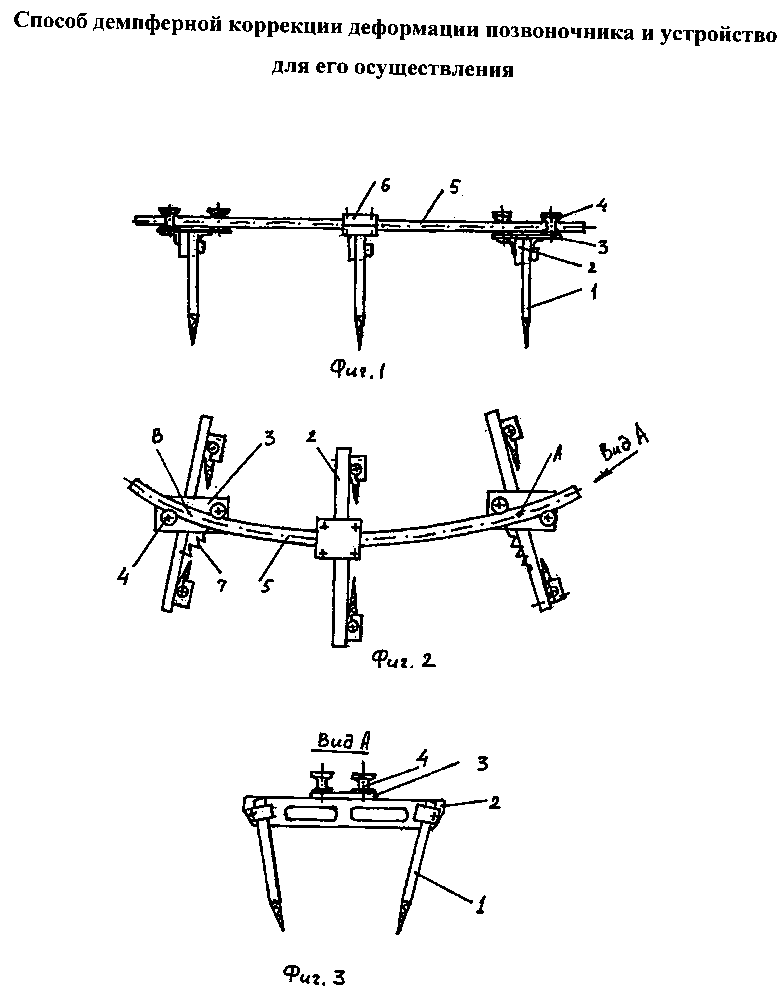 Способ демпферной коррекции деформации позвоночника и устройство
для его осуществления
6
5
4
3
2
1
Фиг. 1
В
3
2
А
Вид А
4
7
5
Фиг. 2
Вид А
4
3
2
1
Фиг. 3